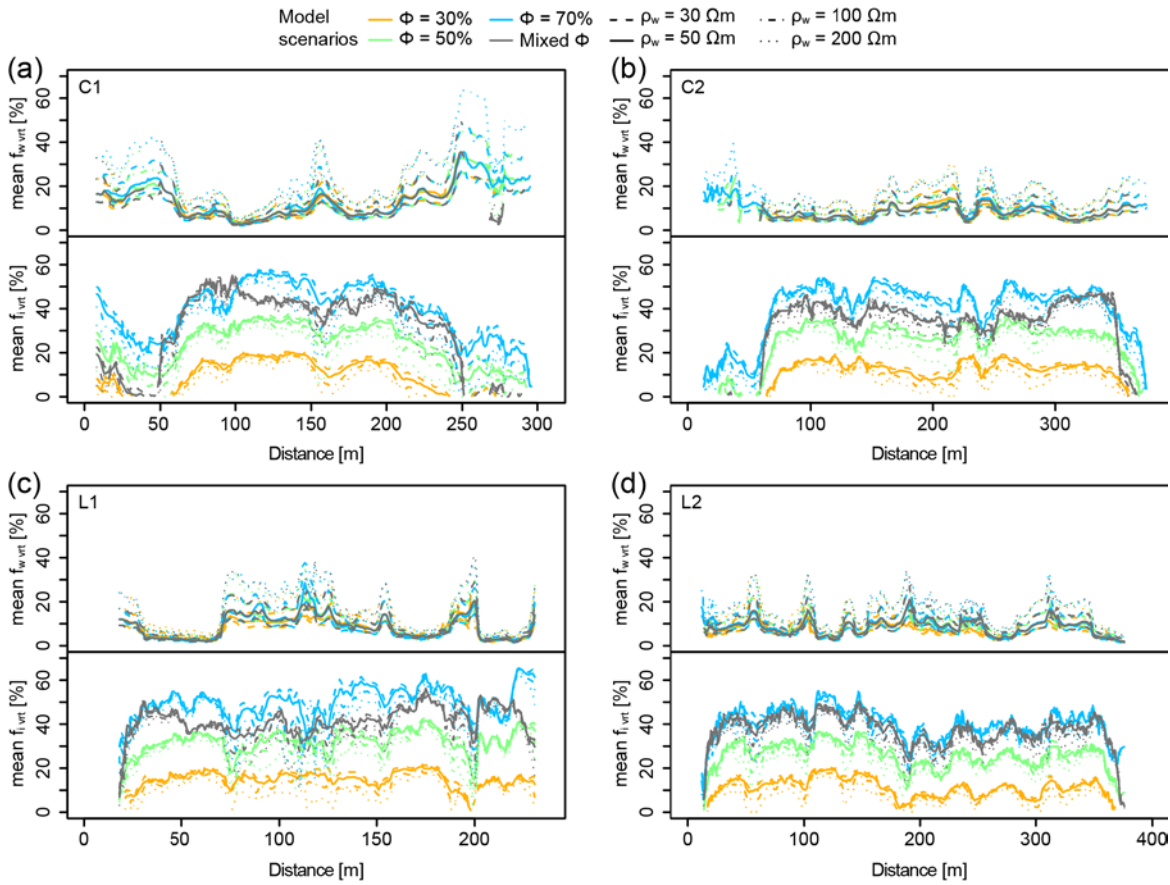 Model Φ = 30% Φ = 70% ρw = 30 Ωm ρw = 100 Ωm
scenarios Φ = 50% Mixed Φ ρw = 50 Ωm ρw = 200 Ωm
(a)
C1
mean fw vrt [%]
0 20 40 60
mean fi vrt [%]
0 20 40 60
0 50 100 150 200 250 300
Distance [m]
(b)
C2
mean fw vrt [%]
0 20 40 60
mean fi vrt [%]
0 20 40 60
0 100 200 300
Distance [m]
(c)
L1
mean fw vrt [%]
0 20 40 60
mean fi vrt [%]
0 20 40 60
0 50 100 150 200
Distance [m]
(d)
L2
mean fw vrt [%]
0 20 40 60
mean fi vrt [%]
0 20 40 60
0 100 200 300 400
Distance [m]